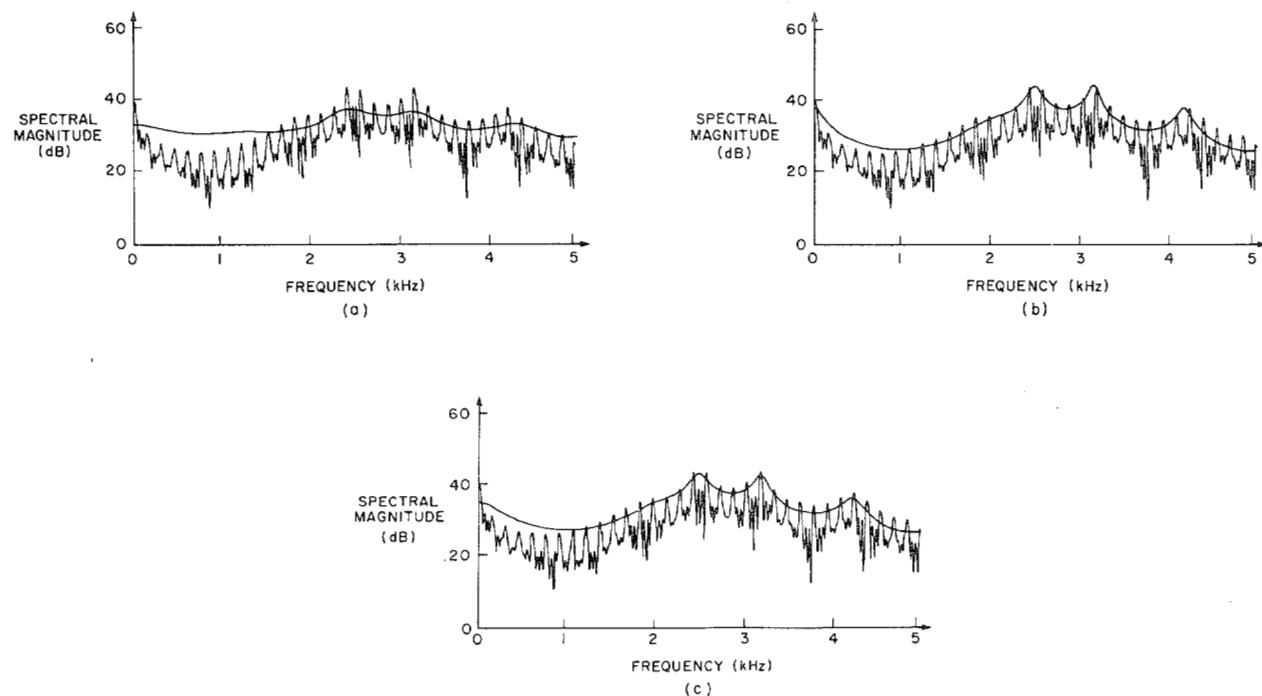 60
40
20
0
SPECTRAL
MAGNITUDE
(dB)
0 1 2 3 4 5
FREQUENCY (kHz)
(a)
60
40
20
0
SPECTRAL
MAGNITUDE
(dB)
0 1 2 3 4 5
FREQUENCY (kHz)
(b)
60
40
20
0
SPECTRAL
MAGNITUDE
(dB)
0 1 2 3 4 5
FREQUENCY (kHz)
(c)